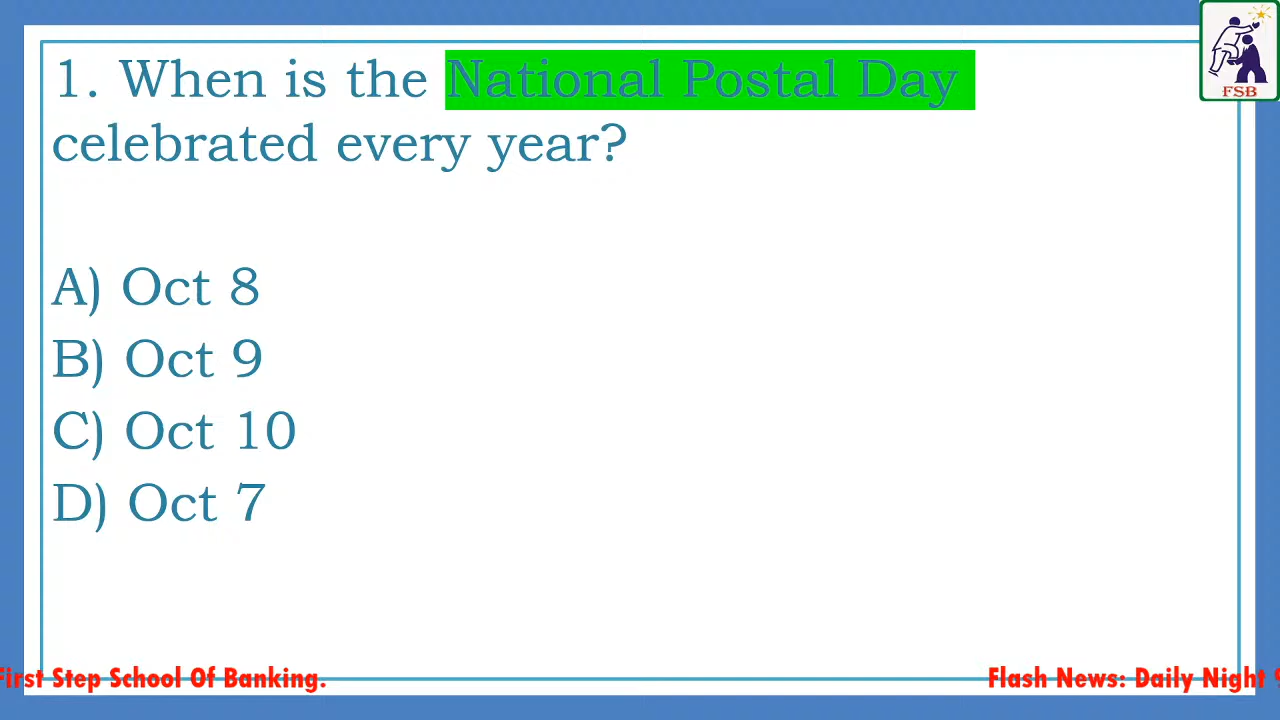 1. When is the National Postal Day
celebrated every year?
A) Oct 8
B) Oct 9
C) Oct 10
D) Oct 7
FSB
First Step School Of Banking.
Flash News: Daily Night